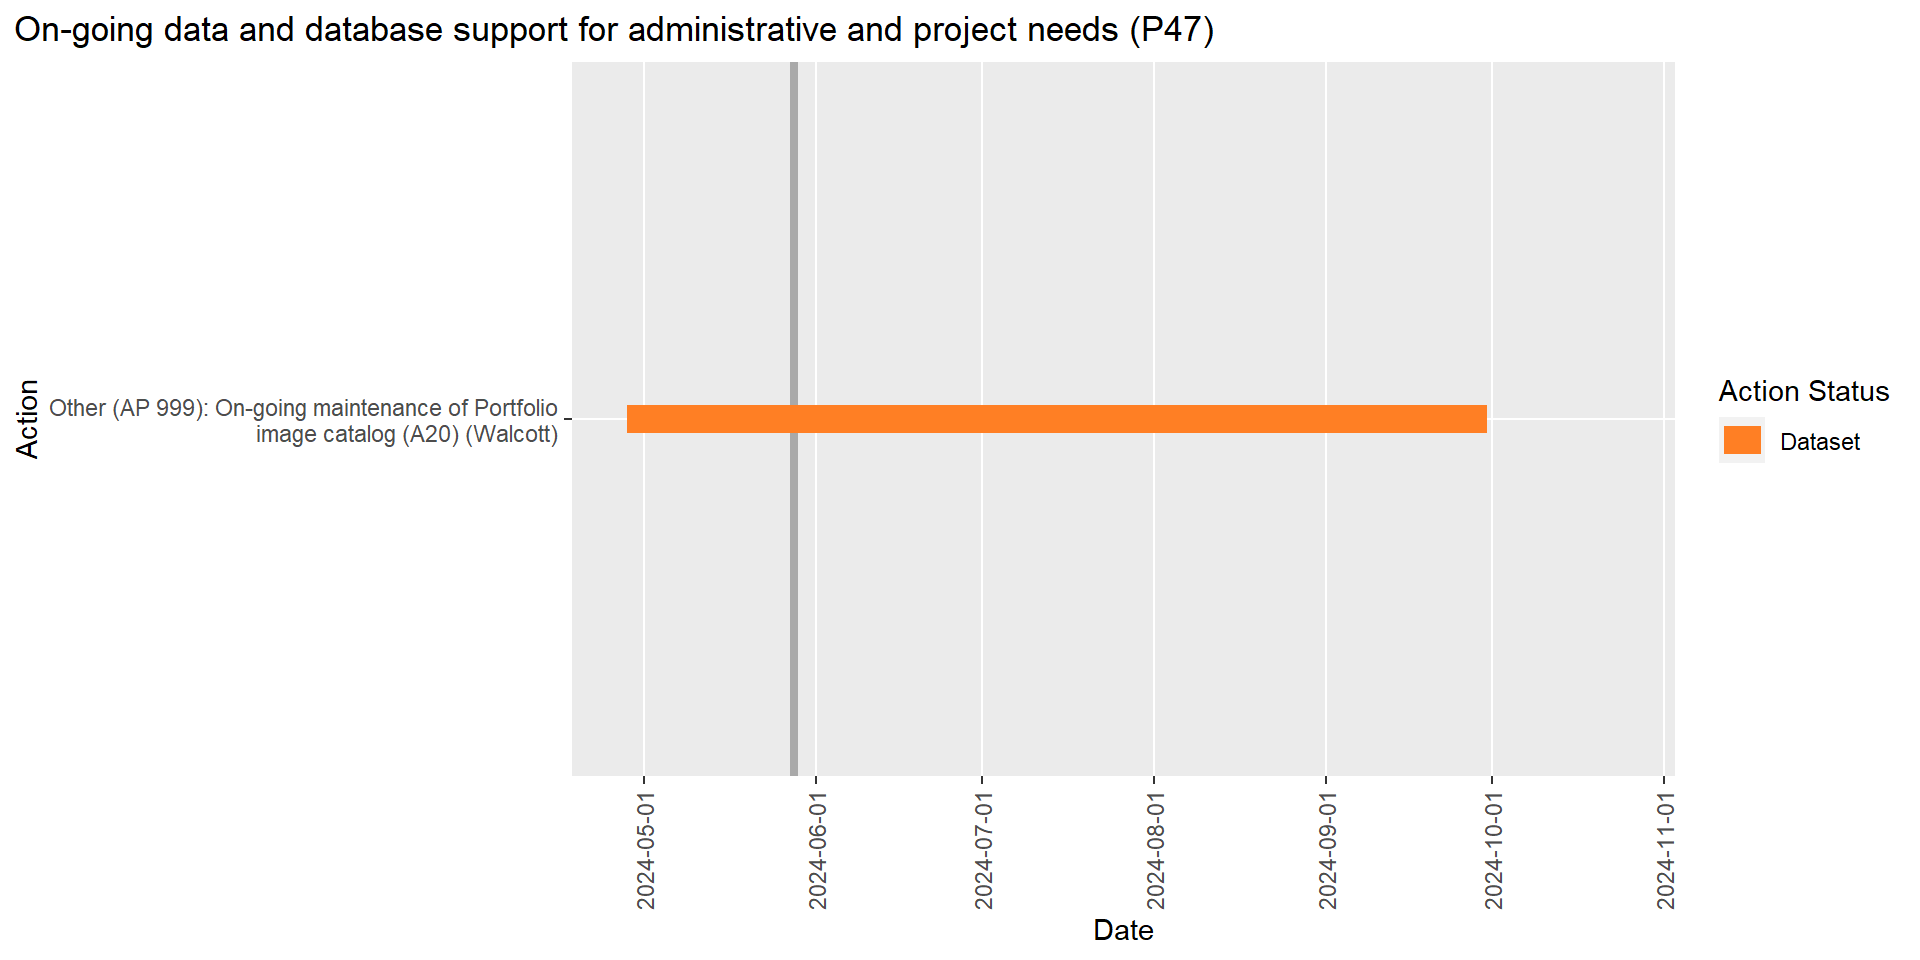 On-going data and database support for administrative and project needs (P47)
Action
Other (AP 999): On-going maintenance of Portfolio
image catalog (A20) (Walcott)
Action Status
Dataset
2024-05-01
2024-06-01
2024-07-01
2024-08-01
2024-09-01
2024-10-01
2024-11-01
Date